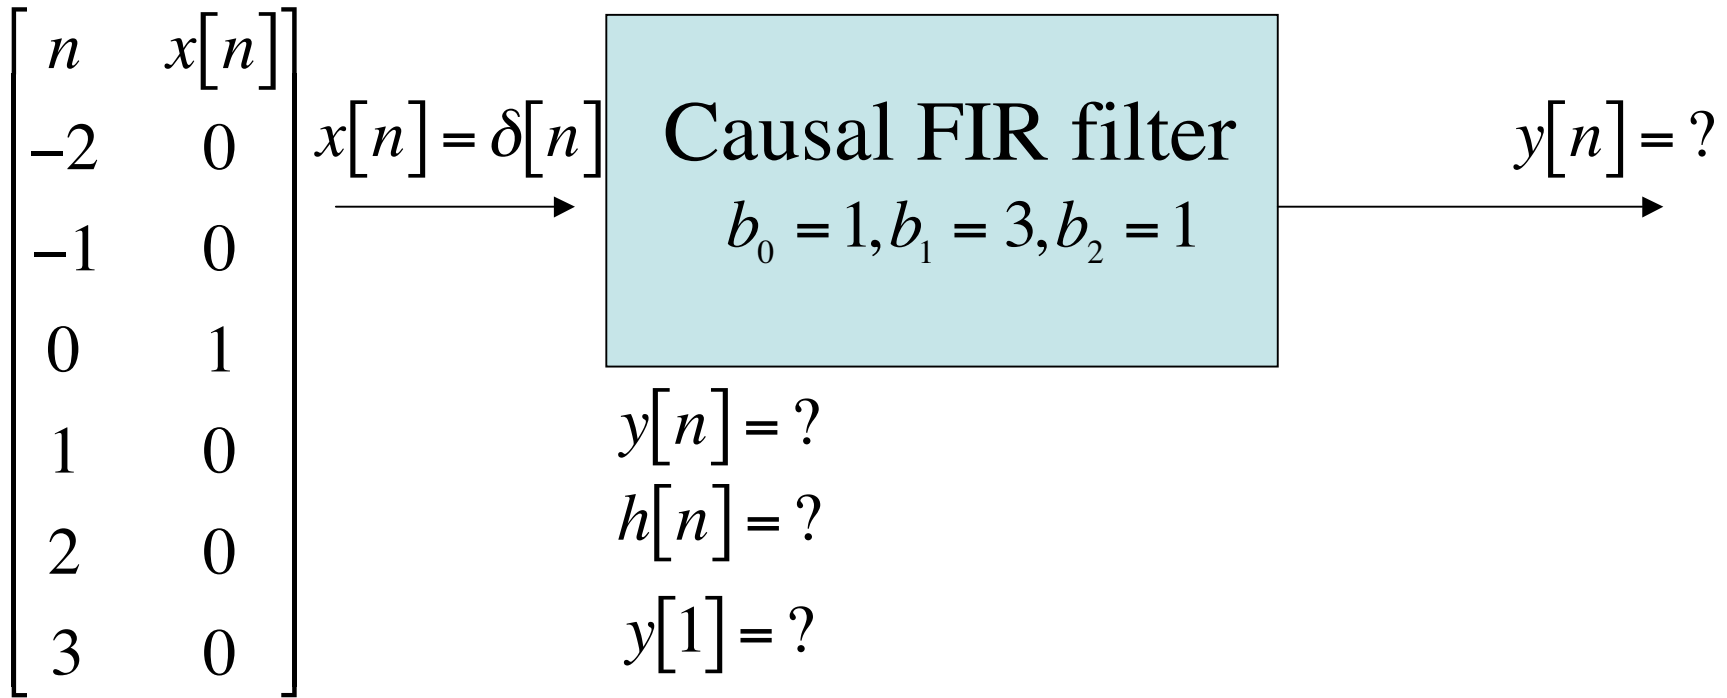 n x[n]
−2 0
−1 0
0 1
1 0
2 0
3 0
x[n] = δ[n]
Causal FIR filter
b₀ = 1, b₁ = 3, b₂ = 1
y[n] = ?
y[n] = ?
h[n] = ?
y[1] = ?